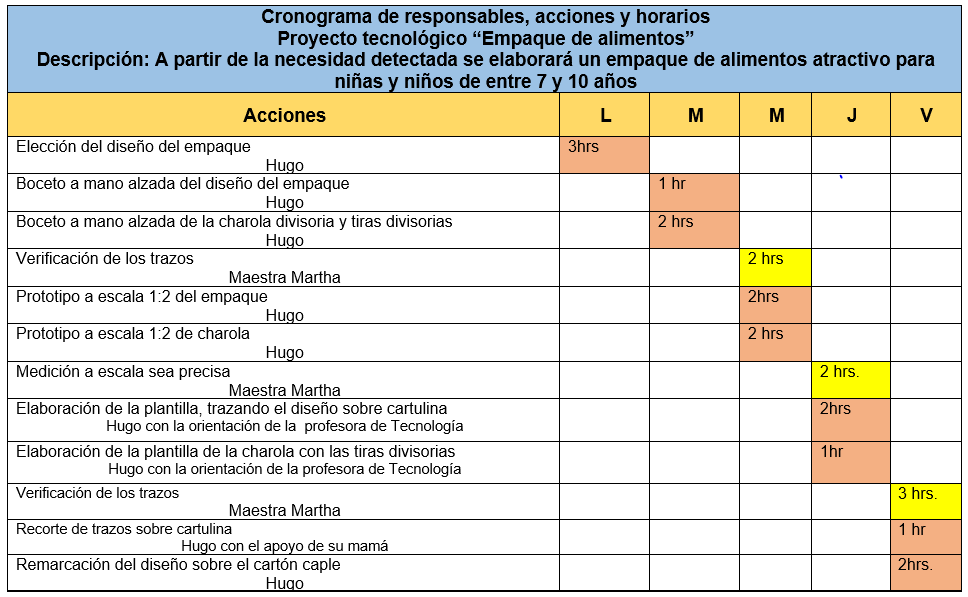 Cronograma de responsables, acciones y horarios
Proyecto tecnológico “Empaque de alimentos”
Descripción: A partir de la necesidad detectada se elaborará un empaque de alimentos atractivo para
niñas y niños de entre 7 y 10 años
Acciones L M M J V
Elección del diseño del empaque 3hrs
Hugo
Boceto a mano alzada del diseño del empaque 1 hr
Hugo
Boceto a mano alzada de la charola divisoria y tiras divisorias 2 hrs
Hugo
Verificación de los trazos 2 hrs
Maestra Martha
Prototipo a escala 1:2 del empaque 2hrs
Hugo
Prototipo a escala 1:2 de charola 2 hrs
Hugo
Medición a escala sea precisa 2 hrs.
Maestra Martha
Elaboración de la plantilla, trazando el diseño sobre cartulina 2hrs
Hugo con la orientación de la profesora de Tecnología
Elaboración de la plantilla de la charola con las tiras divisorias 1hr
Hugo con la orientación de la profesora de Tecnología
Verificación de los trazos 3 hrs.
Maestra Martha
Recorte de trazos sobre cartulina 1 hr
Hugo con el apoyo de su mamá
Remarcación del diseño sobre el cartón caple 2hrs.
Hugo